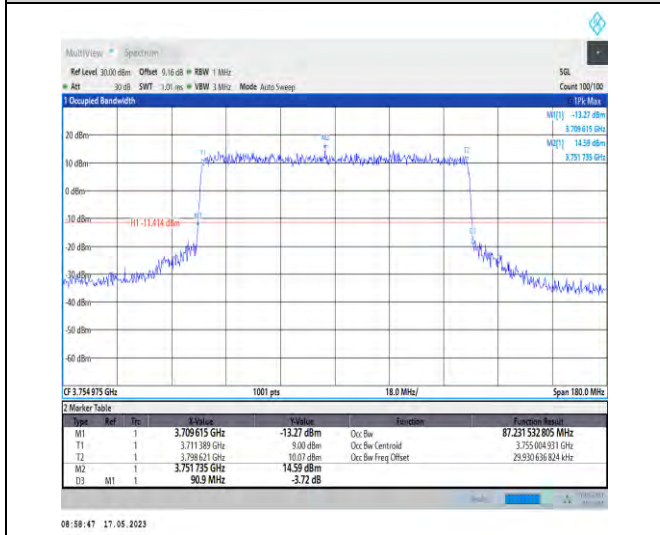 MultiView Spectrum
Ref Level 30.00 dBm Offset 9.16 dB RBW 1 MHz SGL
Att 30 dB SWT 1.01 ms VBW 3 MHz Mode Auto Sweep Count 100/100
1 Occupied Bandwidth 1Pk Max
M1[1] -13.27 dBm
3.709 615 GHz
M2[1] 14.59 dBm
3.751 735 GHz
20 dBm
M2
T1 T2
10 dBm
0 dBm
-10 dBm
M1
H1 -11.414 dBm
D3
-20 dBm
-30 dBm
-40 dBm
-50 dBm
-60 dBm
CF 3.754 975 GHz 1001 pts 18.0 MHz/ Span 180.0 MHz
2 Marker Table
Type Ref Trc X-Value Y-Value Function Function Result
M1 1 3.709 615 GHz -13.27 dBm Occ Bw 87.231 532 805 MHz
T1 1 3.711 389 GHz 9.00 dBm Occ Bw Centroid 3.755 004 931 GHz
T2 1 3.798 621 GHz 10.07 dBm Occ Bw Freq Offset 29.930 636 824 kHz
M2 1 3.751 735 GHz 14.59 dBm
D3 M1 1 90.9 MHz -3.72 dB
08:58:47 17.05.2023